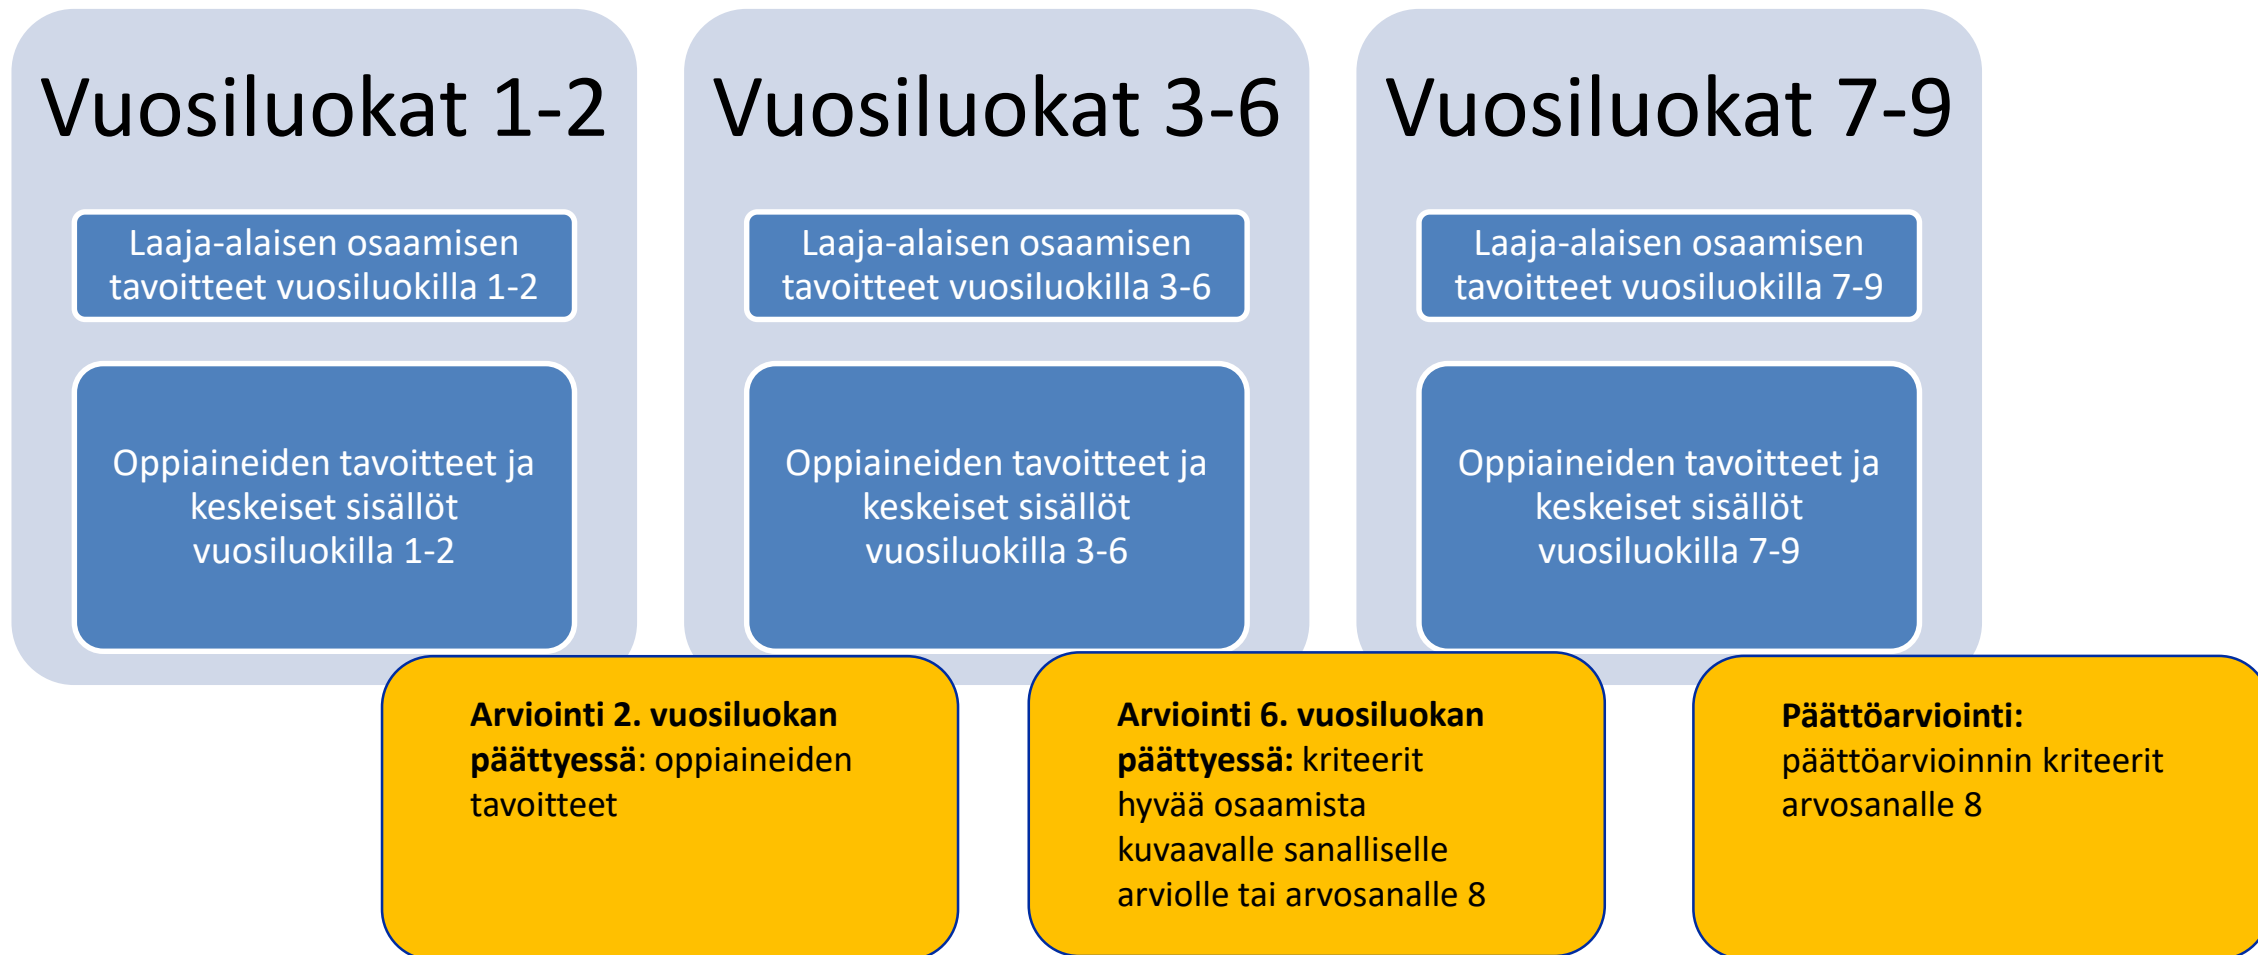 Vuosiluokat 1-2
Laaja-alaisen osaamisen
tavoitteet vuosiluokilla 1-2
Oppiaineiden tavoitteet ja
keskeiset sisällöt
vuosiluokilla 1-2
Arviointi 2. vuosiluokan
päättyessä: oppiaineiden
tavoitteet
Vuosiluokat 3-6
Laaja-alaisen osaamisen
tavoitteet vuosiluokilla 3-6
Oppiaineiden tavoitteet ja
keskeiset sisällöt
vuosiluokilla 3-6
Arviointi 6. vuosiluokan
päättyessä: kriteerit
hyvää osaamista
kuvaavalle sanalliselle
arviolle tai arvosanalle 8
Vuosiluokat 7-9
Laaja-alaisen osaamisen
tavoitteet vuosiluokilla 7-9
Oppiaineiden tavoitteet ja
keskeiset sisällöt
vuosiluokilla 7-9
Päättöarviointi:
päättöarvioinnin kriteerit
arvosanalle 8